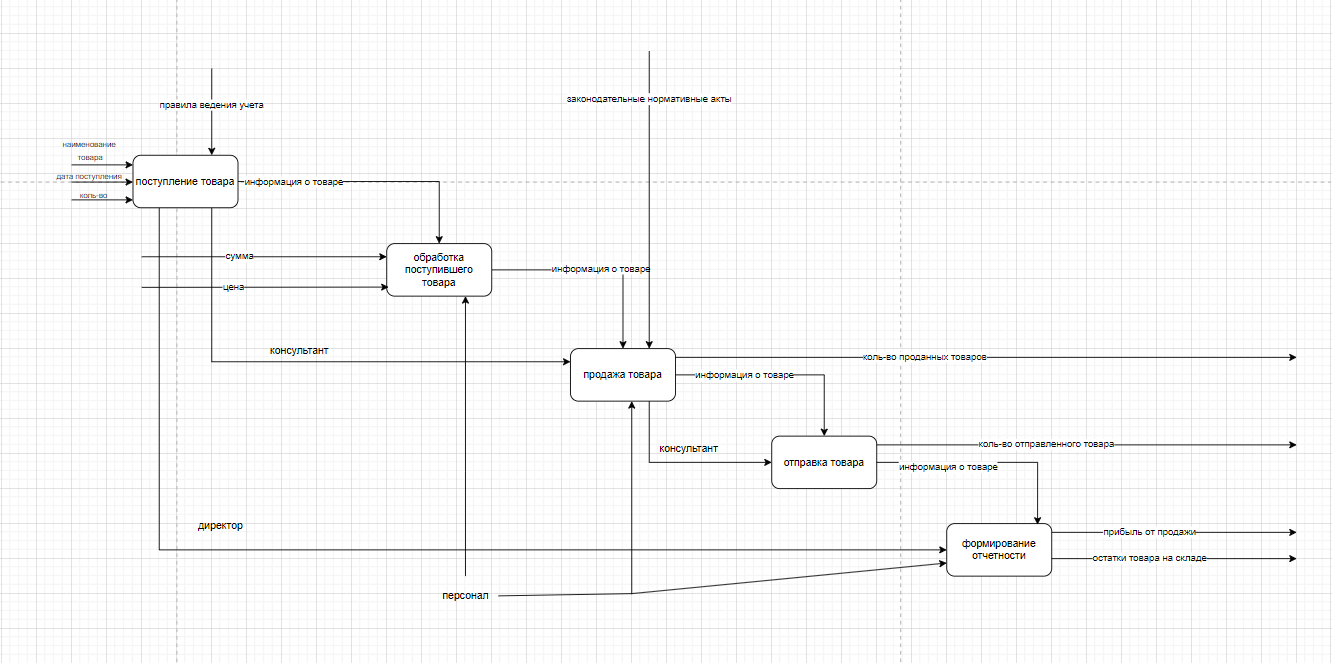 законодательные нормативные акты
правила ведения учета
наименование
товара
дата поступления
коль-во
поступление товара
информация о товаре
сумма
цена
обработка
поступившего
товара
информация о товаре
консультант
продажа товара
коль-во проданных товаров
информация о товаре
консультант
отправка товара
коль-во отправленного товара
информация о товаре
директор
формирование
отчетности
прибыль от продажи
остатки товара на складе
персонал